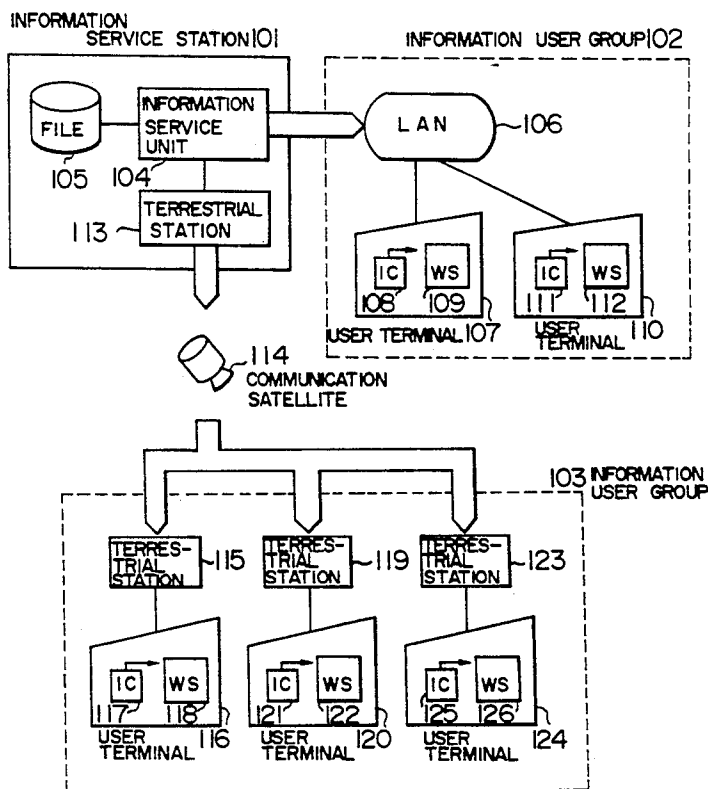 INFORMATION
SERVICE STATION 101
INFORMATION USER GROUP 102
FILE
105
INFORMATION
SERVICE
UNIT
104
LAN
106
113
TERRESTRIAL
STATION
IC
108
WS
109
USER TERMINAL 107
IC
111
WS
112
USER
TERMINAL
110
114
COMMUNICATION
SATELLITE
103 INFORMATION
USER GROUP
TERRES-
TRIAL
STATION
115
TERRES-
TRIAL
STATION
119
TERRES-
TRIAL
STATION
123
IC
117
WS
118
USER
TERMINAL
116
IC
121
WS
122
USER
TERMINAL
120
IC
125
WS
126
USER
TERMINAL
124